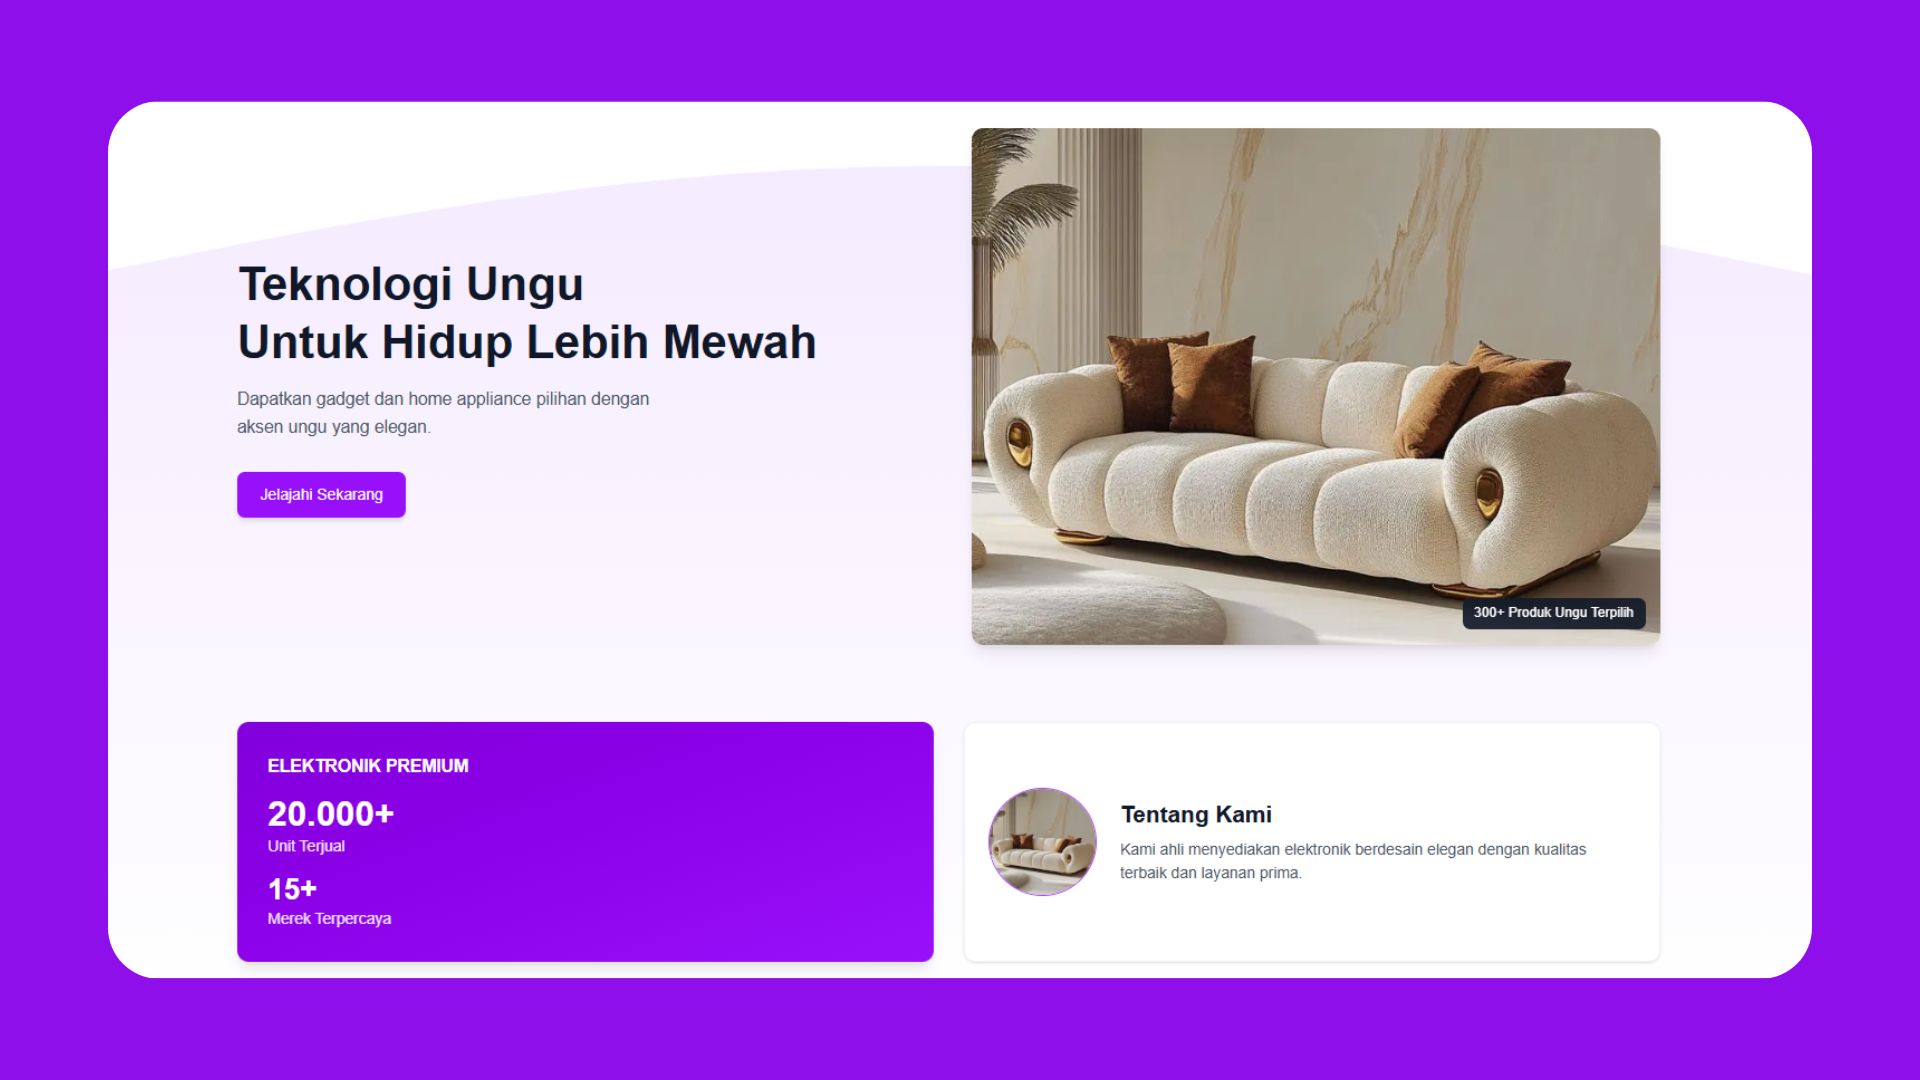 Teknologi Ungu
Untuk Hidup Lebih Mewah
Dapatkan gadget dan home appliance pilihan dengan
aksen ungu yang elegan.
Jelajahi Sekarang
300+ Produk Ungu Terpilih
ELEKTRONIK PREMIUM
20.000+
Unit Terjual
15+
Merek Terpercaya
Tentang Kami
Kami ahli menyediakan elektronik berdesain elegan dengan kualitas
terbaik dan layanan prima.